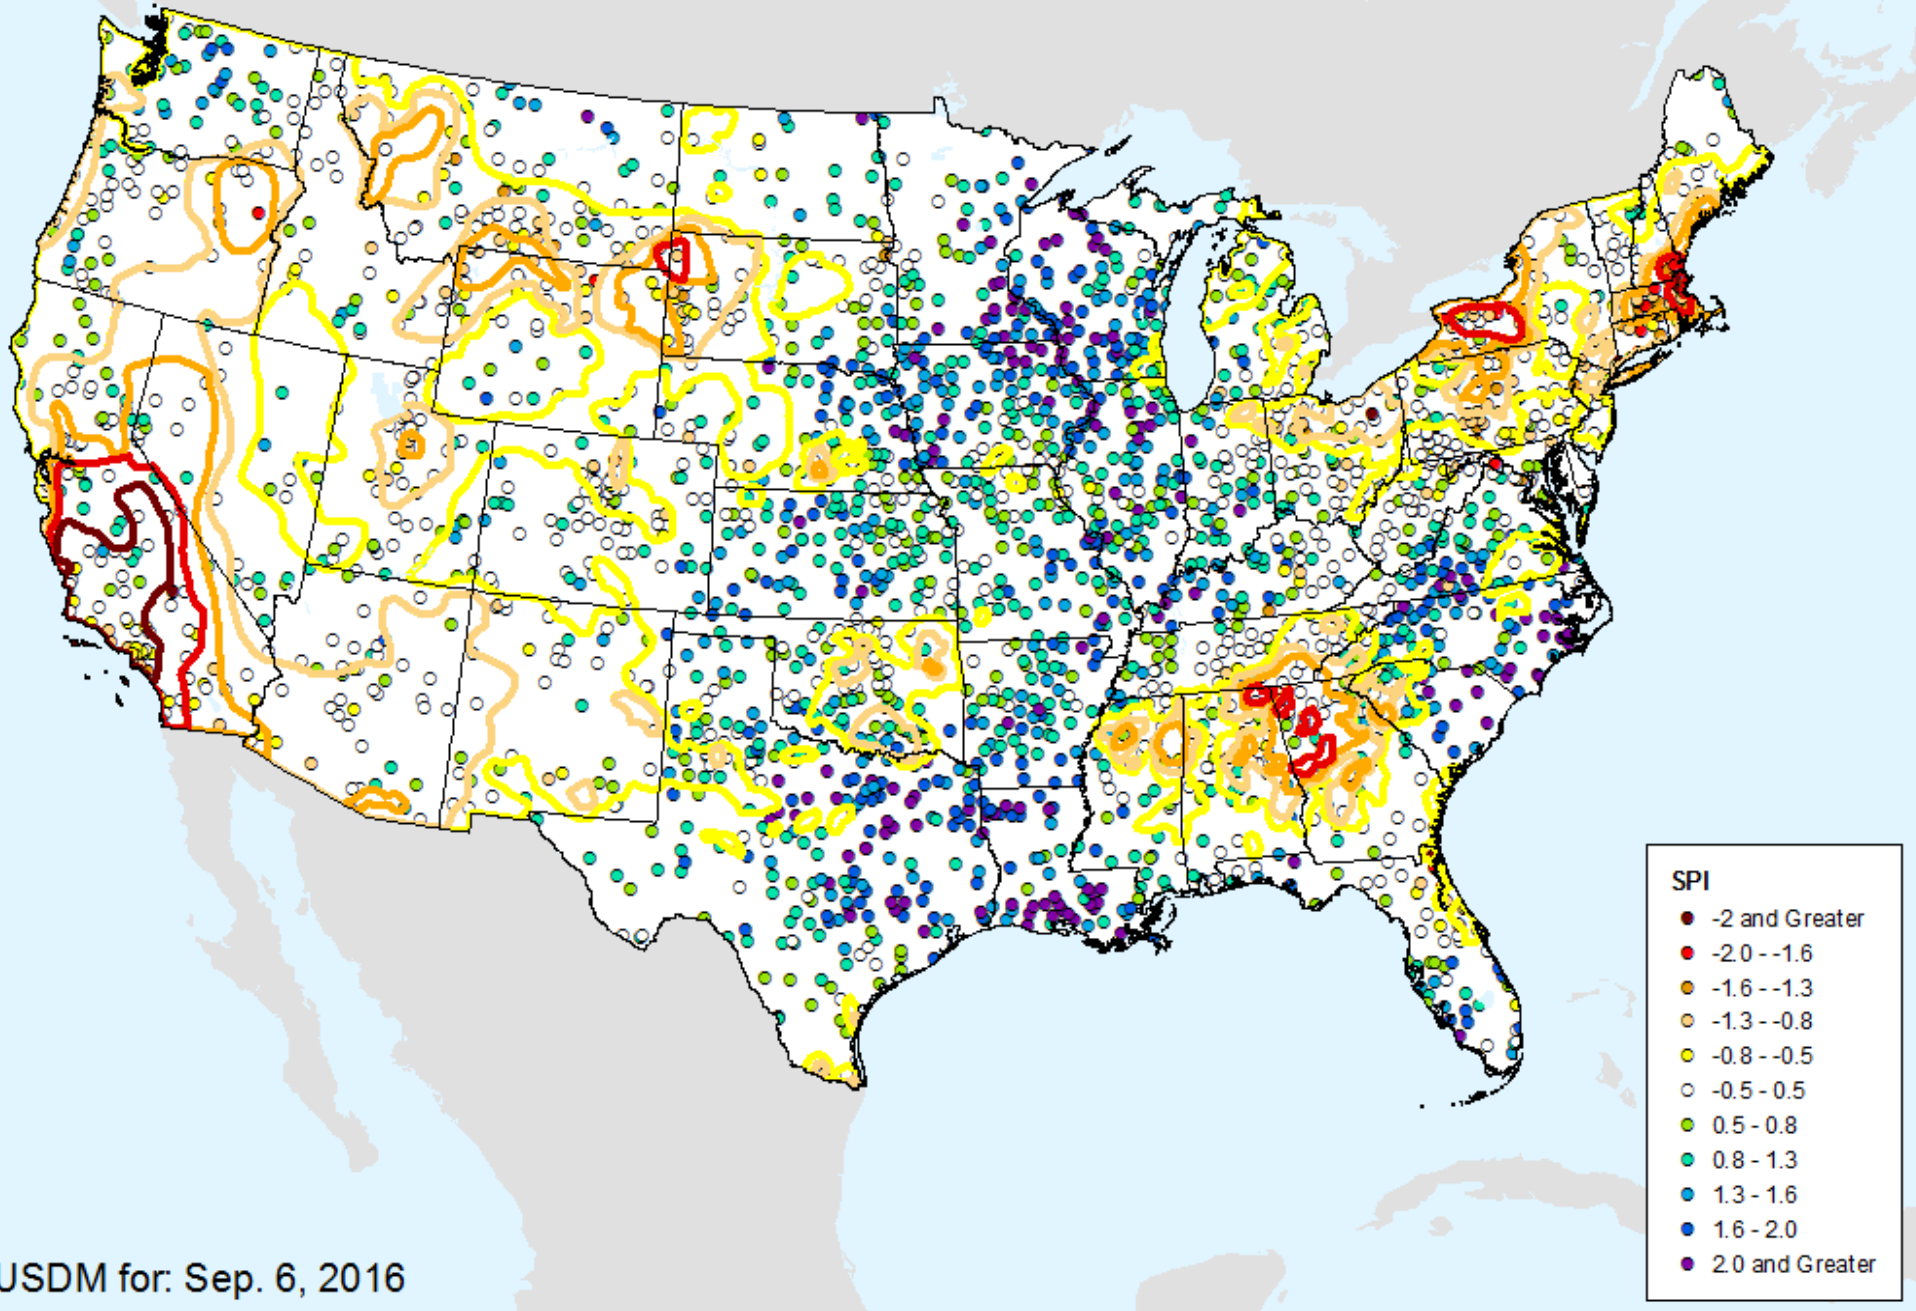 SPI
-2 and Greater
-2.0 - -1.6
-1.6 - -1.3
-1.3 - -0.8
-0.8 - -0.5
-0.5 - 0.5
0.5 - 0.8
0.8 - 1.3
1.3 - 1.6
1.6 - 2.0
2.0 and Greater
USDM for: Sep. 6, 2016